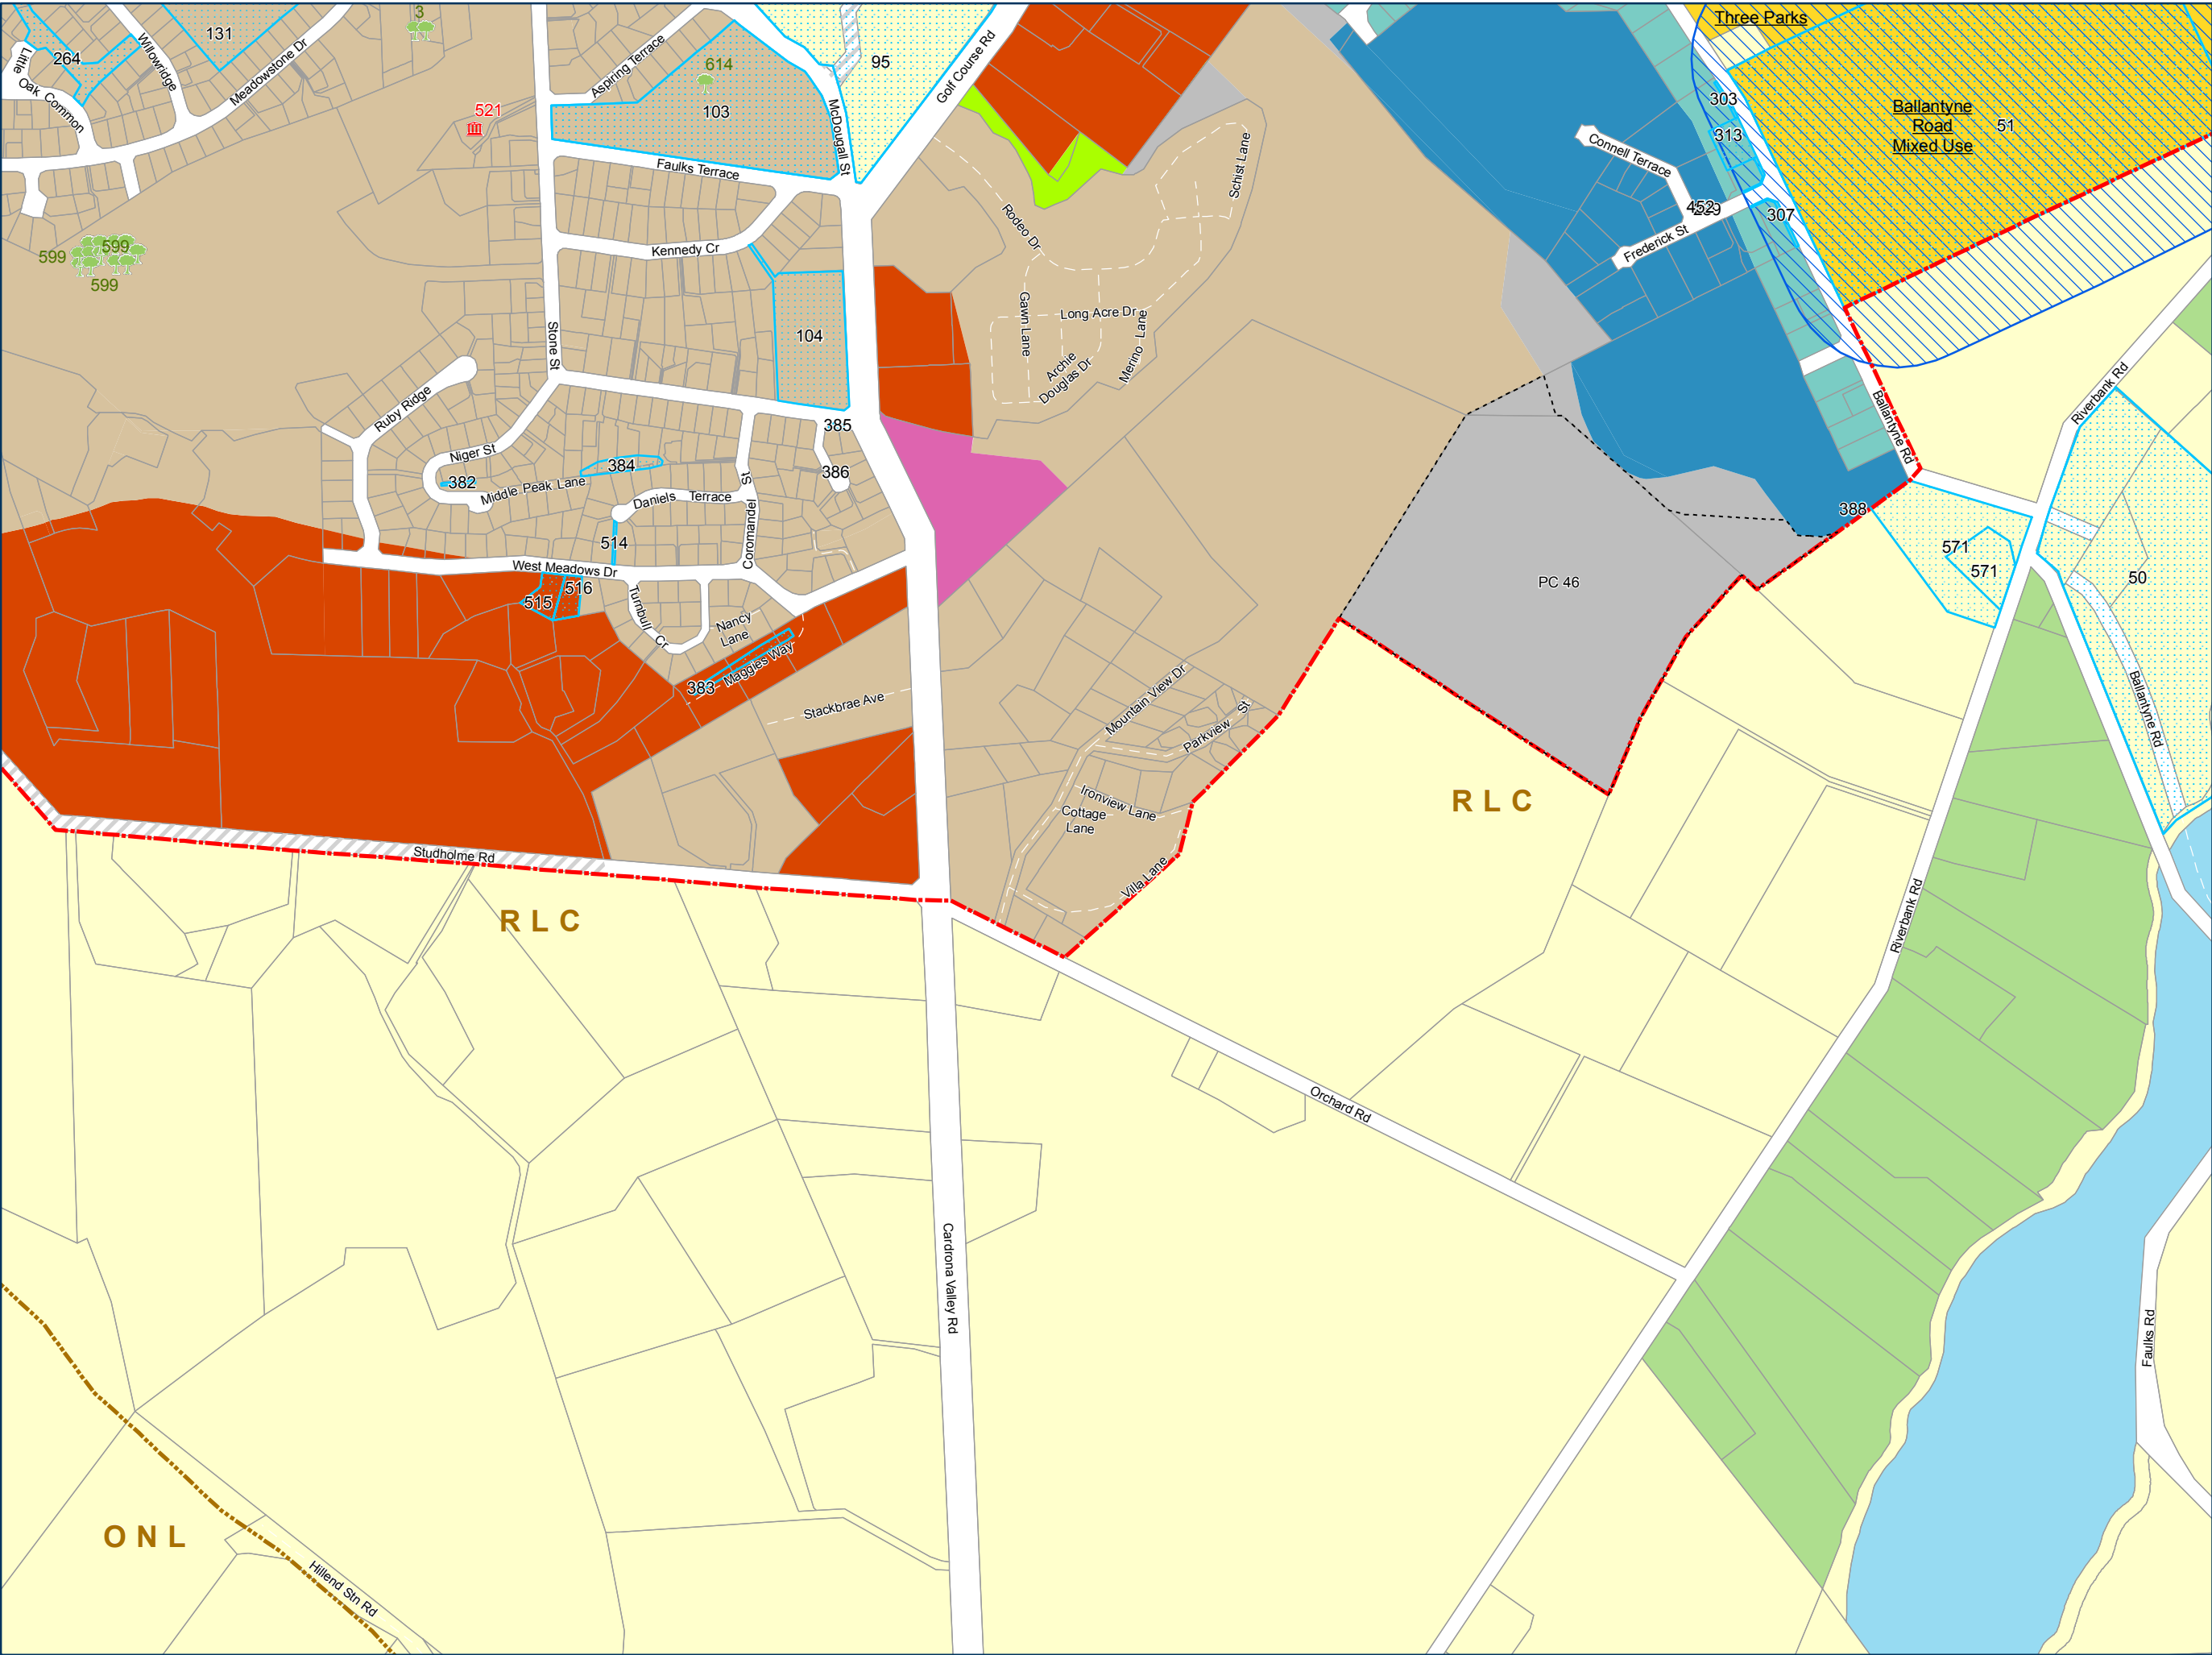 3
Three Parks
131
264
Little
Oak Common
Willowridge
Meadowstone Dr
Aspiring Terrace
614
103
95
Golf Course Rd
McDougall St
521
Faulks Terrace
303
313
Ballantyne
Road
Mixed Use
51
Connell Terrace
452
307
Frederick St
Schist Lane
Rodeo Dr
Kennedy Cr
599
599
599
104
Stone St
Gawn Lane
Long Acre Dr
Archie
Douglas Dr
Merino Lane
Ruby Ridge
Niger St
382
Middle Peak Lane
384
385
386
Daniels Terrace
Coromandel St
514
West Meadows Dr
515
516
Turnbull Cr
Nancy
Lane
383
Maggies Way
Stackbrae Ave
Riverbank Rd
Ballantyne Rd
388
571
571
50
Ballantyne Rd
PC 46
Mountain View Dr
Parkview St
Ironview Lane
Cottage
Lane
Villa Lane
R L C
Studholme Rd
R L C
Riverbank Rd
Orchard Rd
Cardrona Valley Rd
Faulks Rd
O N L
Hillend Stn Rd